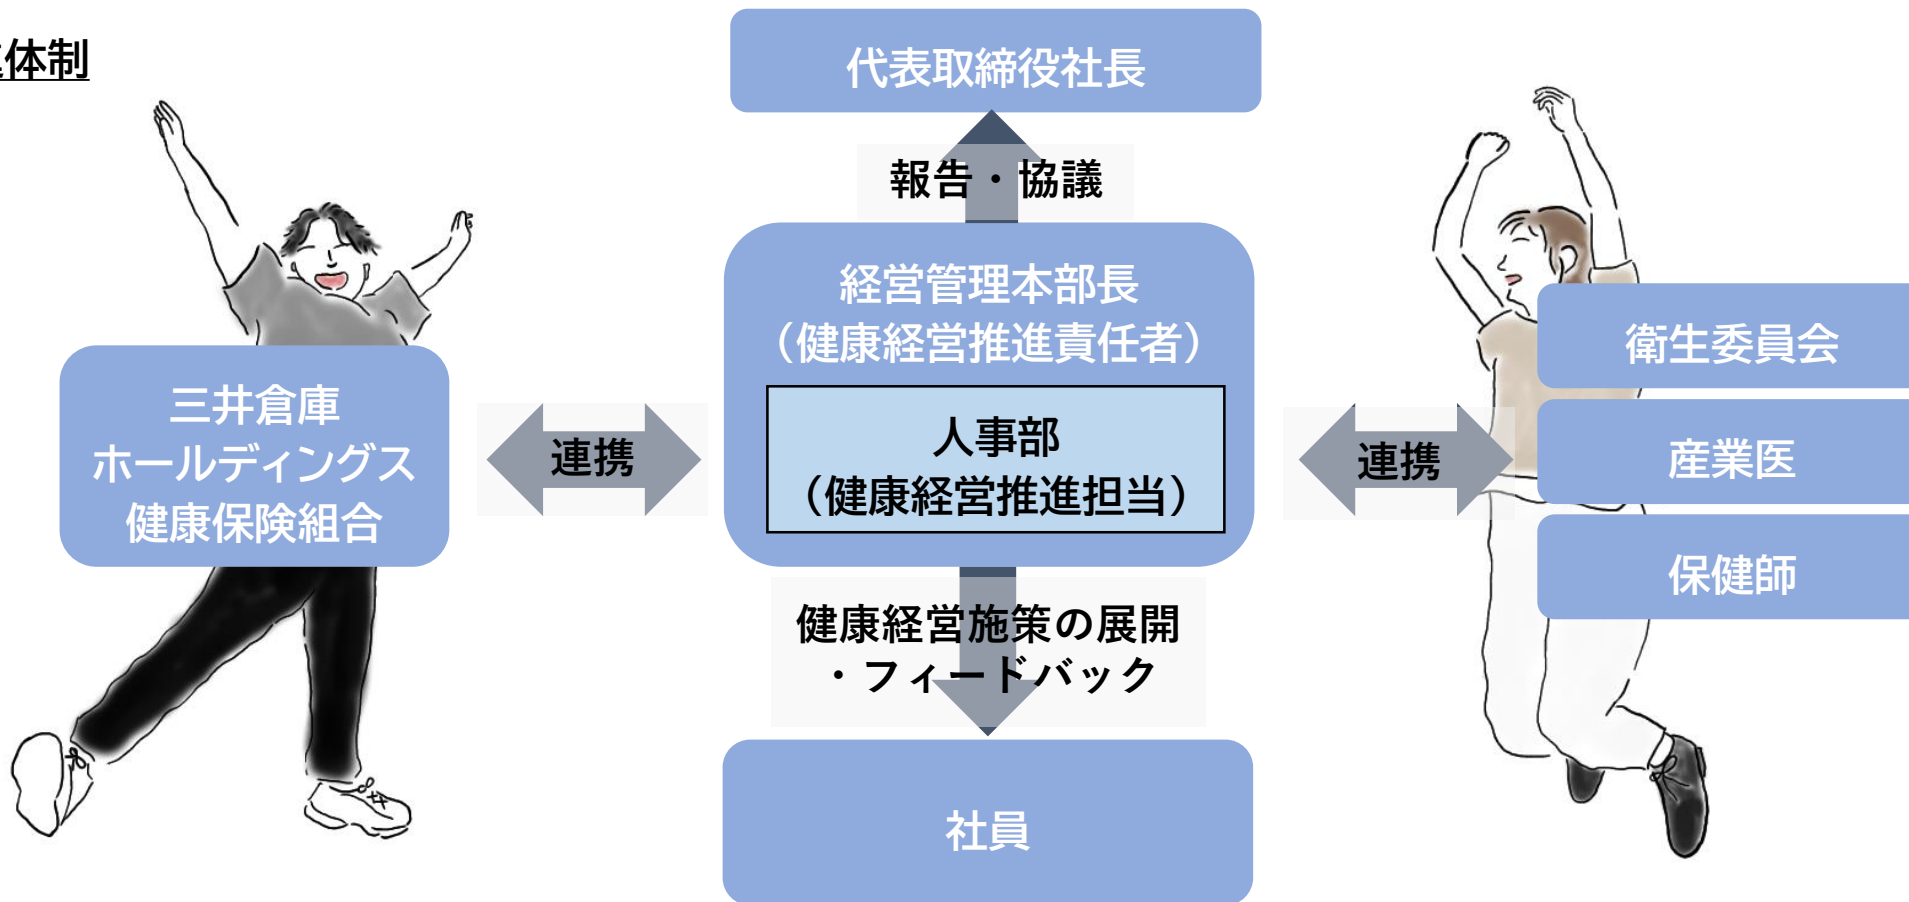 体制
代表取締役社長
報告・協議
経営管理本部長
（健康経営推進責任者）
人事部
（健康経営推進担当）
三井倉庫
ホールディングス
健康保険組合
連携
連携
衛生委員会
産業医
保健師
健康経営施策の展開
・フィードバック
社員